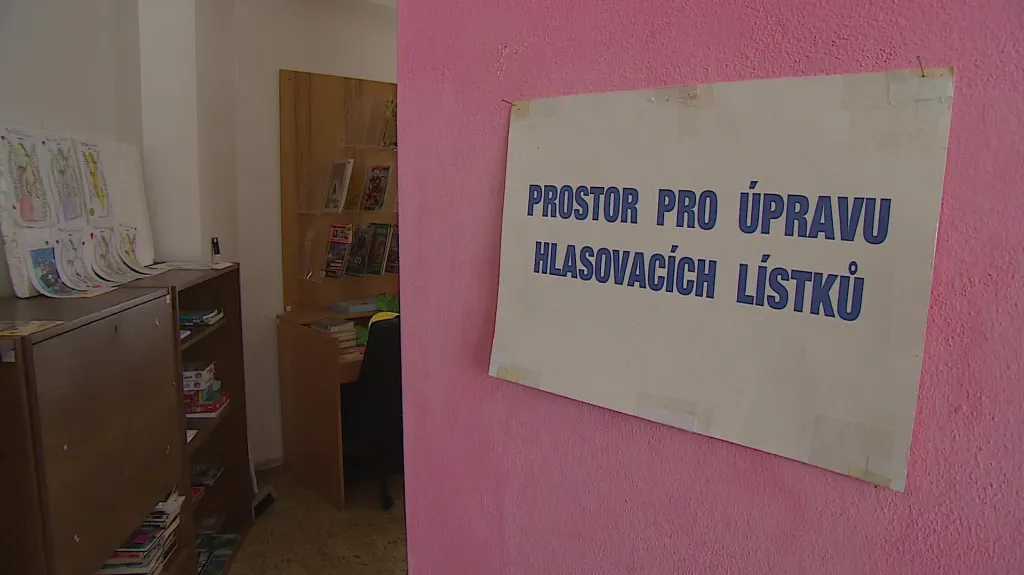 PROSTOR PRO ÚPRAVU
HLASOVACÍCH LÍSTKŮ